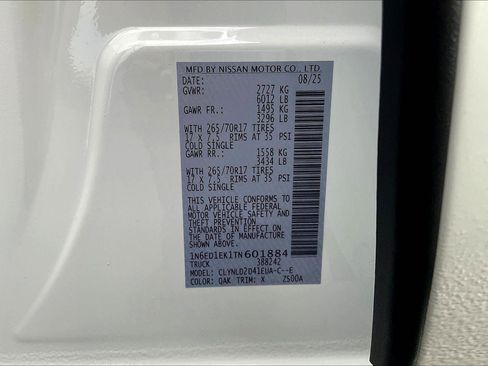 MFD BY NISSAN MOTOR CO., LTD.
DATE: 08/25
GVWR: 2727 KG
6012 LB
GAWR FR.: 1495 KG
3296 LB
WITH 265/70R17 TIRES
17 X 7.5 RIMS AT 35 PSI
COLD SINGLE
GAWR RR.: 1558 KG
3434 LB
WITH 265/70R17 TIRES
17 X 7.5 RIMS AT 35 PSI
COLD SINGLE
THIS VEHICLE CONFORMS TO
ALL APPLICABLE FEDERAL
MOTOR VEHICLE SAFETY AND
THEFT PREVENTION
STANDARDS IN EFFECT ON
THE DATE OF MANUFACTURE
SHOWN ABOVE.
1N6ED1EK1TN601884
TRUCK 388242
MODEL: CLYNLD2D41EUA-C--E
COLOR: QAK TRIM: X 2S00A